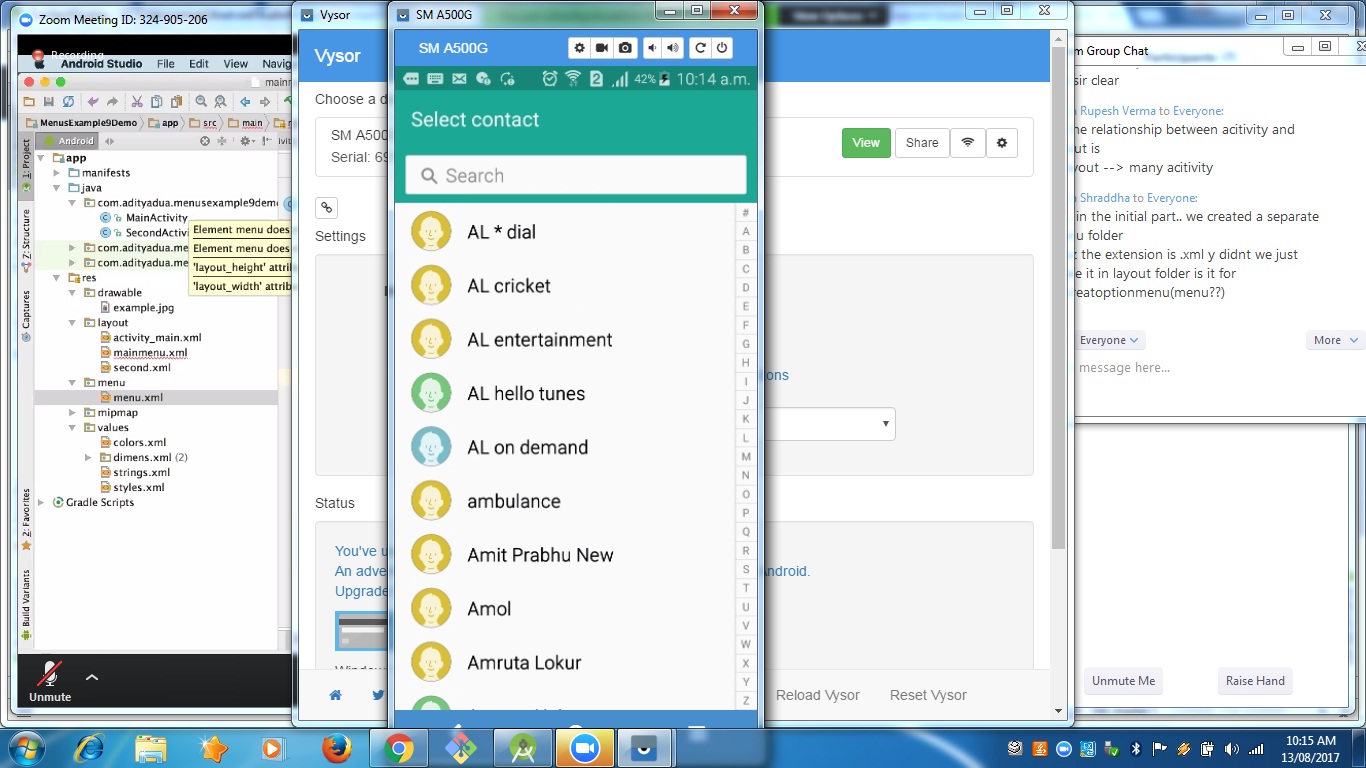 Zoom Meeting ID: 324-905-206
Recording
Android Studio File Edit View Navig
mainm
MenusExample9Demo app src main
Android
1: Project
Z: Structure
Captures
2: Favorites
Build Variants
app
manifests
java
com.adityadua.menusexample9demo
MainActivity
SecondActivi
com.adityadua.me
com.adityadua.me
Element menu does
Element menu does
'layout_height' attri
'layout_width' attrib
res
drawable
example.jpg
layout
activity_main.xml
mainmenu.xml
second.xml
menu
menu.xml
mipmap
values
colors.xml
dimens.xml (2)
strings.xml
styles.xml
Gradle Scripts
Unmute
Vysor
Vysor
Choose a d
SM A500
Serial: 69
View
Share
Settings
ons
Status
You've u
An adve
ndroid.
Upgrade
Window
Reload Vysor
Reset Vysor
SM A500G
SM A500G
42% 10:14 a.m.
Select contact
Search
AL * dial
AL cricket
AL entertainment
AL hello tunes
AL on demand
ambulance
Amit Prabhu New
Amol
Amruta Lokur
#
A
B
C
D
E
F
G
H
I
J
K
L
M
N
O
P
Q
R
S
T
U
V
W
X
Y
Z
View Options
Participants
m Group Chat
sir clear
Rupesh Verma to Everyone:
he relationship between acitivity and
ut is
yout --> many acitivity
Shraddha to Everyone:
in the initial part.. we created a separate
u folder
the extension is .xml y didnt we just
e it in layout folder is it for
reatoptionmenu(menu??)
Everyone
More
message here...
Unmute Me
Raise Hand
10:15 AM
13/08/2017